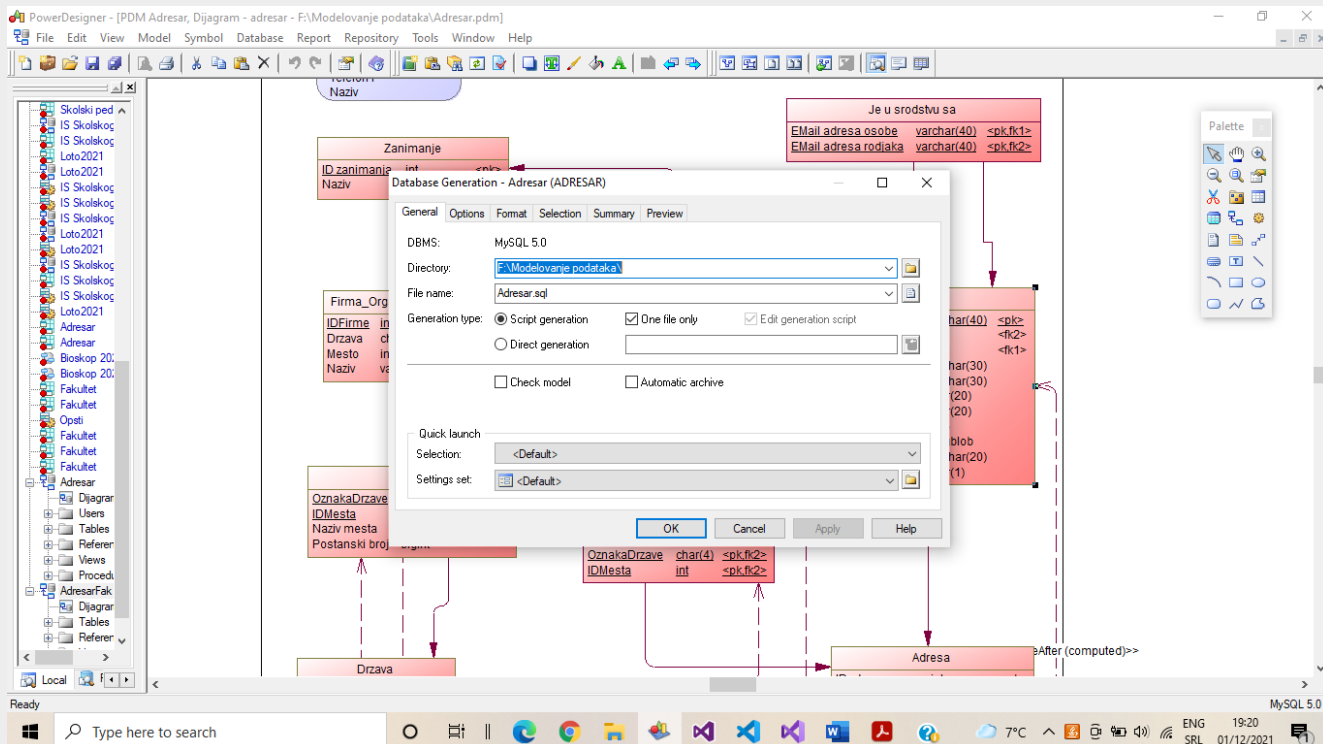 PowerDesigner - [PDM Adresar, Dijagram - adresar - F:\Modelovanje podataka\Adresar.pdm]
File Edit View Model Symbol Database Report Repository Tools Window Help
Naziv
Skolski ped
IS Skolskog
IS Skolskog
Loto2021
Loto2021
IS Skolskog
IS Skolskog
IS Skolskog
Loto2021
Loto2021
IS Skolskog
IS Skolskog
IS Skolskog
Loto2021
Adresar
Adresar
Bioskop 202
Bioskop 202
Fakultet
Fakultet
Opsti
Fakultet
Fakultet
Fakultet
Adresar
Dijagrar
Users
Tables
Referer
Views
Procedu
AdresarFak
Dijagrar
Tables
Referer
Local
Zanimanje
ID zanimanja int <pk>
Naziv
Je u srodstvu sa
EMail adresa osobe varchar(40) <pk,fk1>
EMail adresa rodjaka varchar(40) <pk,fk2>
Palette
Firma_Org
IDFirme in
Drzava ch
Mesto in
Naziv va
har(40) <pk>
<fk2>
<fk1>
har(30)
har(30)
(20)
(20)
blob
har(20)
(1)
Database Generation - Adresar (ADRESAR)
General Options Format Selection Summary Preview
DBMS: MySQL 5.0
Directory: F:\Modelovanje podataka\
File name: Adresar.sql
Generation type: Script generation One file only Edit generation script
Direct generation
Check model Automatic archive
Quick launch
Selection: <Default>
Settings set: <Default>
OK Cancel Apply Help
OznakaDrzave
IDMesta
Naziv mesta
Postanski broj bigint
OznakaDrzave char(4) <pk,fk2>
IDMesta int <pk,fk2>
Drzava
Adresa
eAfter (computed)>>
Ready
MySQL 5.0
Type here to search
7°C
ENG
SRL
19:20
01/12/2021